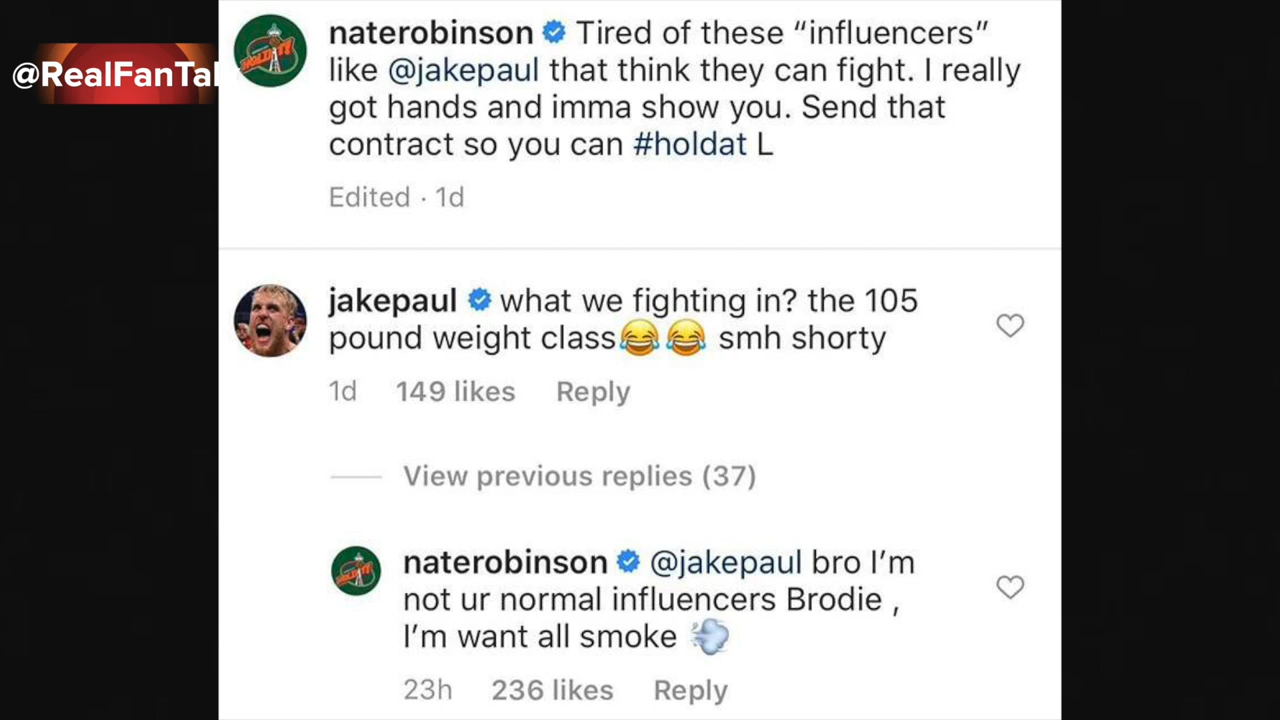 @RealFanTal
naterobinson Tired of these “influencers”
like @jakepaul that think they can fight. I really
got hands and imma show you. Send that
contract so you can #holdat L
Edited · 1d
jakepaul what we fighting in? the 105
pound weight class😂😂 smh shorty
1d 149 likes Reply
View previous replies (37)
naterobinson @jakepaul bro I’m
not ur normal influencers Brodie ,
I’m want all smoke 💨
23h 236 likes Reply